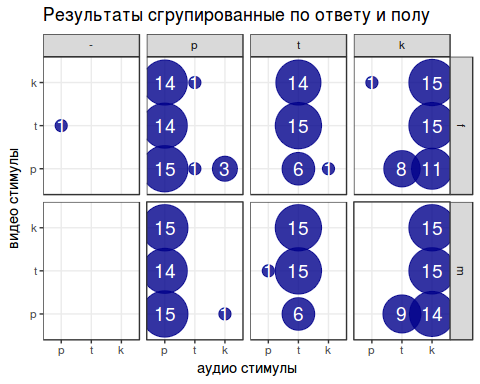 Результаты сгрупированные по ответу и полу
- p t k
k 14 1 14 1 15 f
t 1 14 15 15
p 15 1 3 6 1 8 11
k 15 15 15 m
t 14 1 15 15
p 15 1 6 9 14
p t k p t k p t k p t k
аудио стимулы
видео стимулы